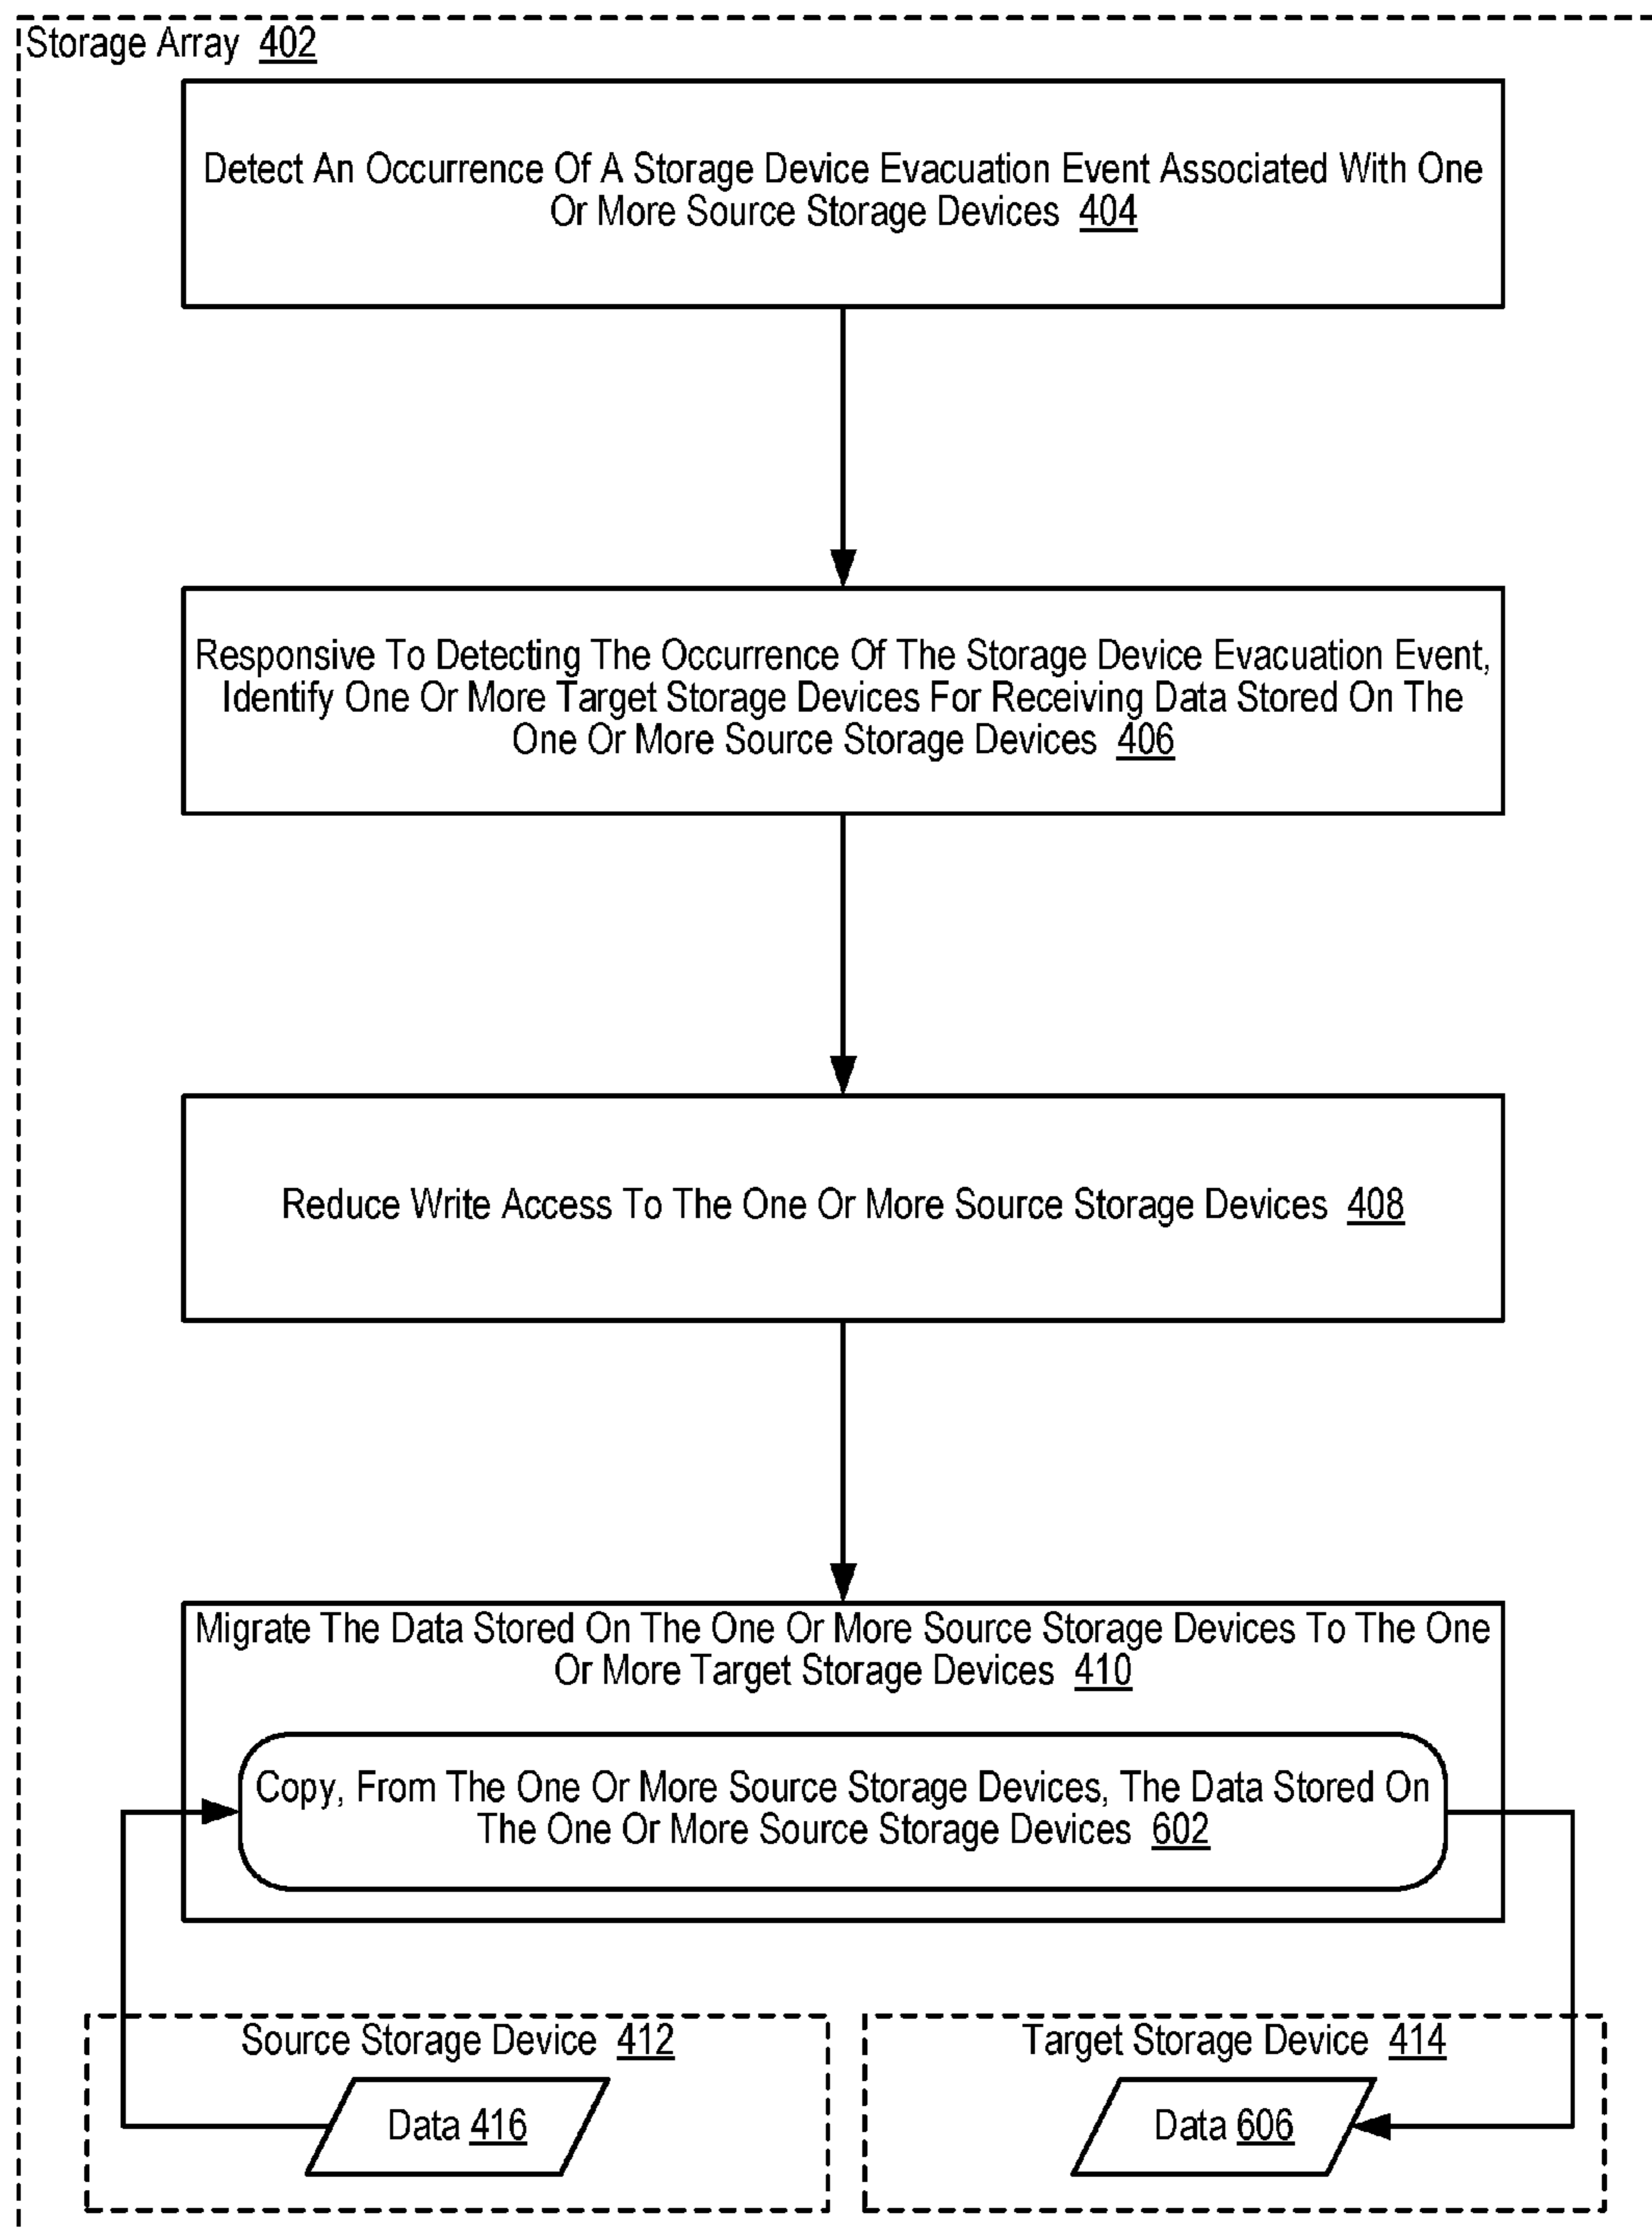 Storage Array 402
Detect An Occurrence Of A Storage Device Evacuation Event Associated With One
Or More Source Storage Devices 404
Responsive To Detecting The Occurrence Of The Storage Device Evacuation Event,
Identify One Or More Target Storage Devices For Receiving Data Stored On The
One Or More Source Storage Devices 406
Reduce Write Access To The One Or More Source Storage Devices 408
Migrate The Data Stored On The One Or More Source Storage Devices To The One
Or More Target Storage Devices 410
Copy, From The One Or More Source Storage Devices, The Data Stored On
The One Or More Source Storage Devices 602
Source Storage Device 412
Data 416
Target Storage Device 414
Data 606